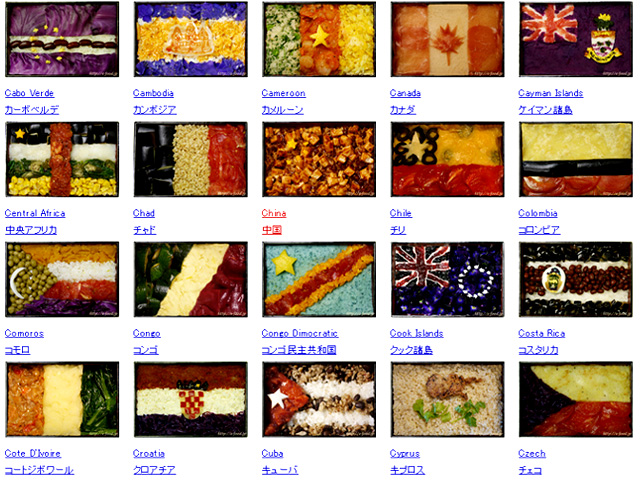 Cabo Verde
カーボベルデ
Cambodia
カンボジア
Cameroon
カメルーン
Canada
カナダ
Cayman Islands
ケイマン諸島
Central Africa
中央アフリカ
Chad
チャド
China
中国
Chile
チリ
Colombia
コロンビア
Comoros
コモロ
Congo
コンゴ
Congo Dimocratic
コンゴ民主共和国
Cook Islands
クック諸島
Costa Rica
コスタリカ
Cote D'Ivoire
コートジボワール
Croatia
クロアチア
Cuba
キューバ
Cyprus
キプロス
Czech
チェコ